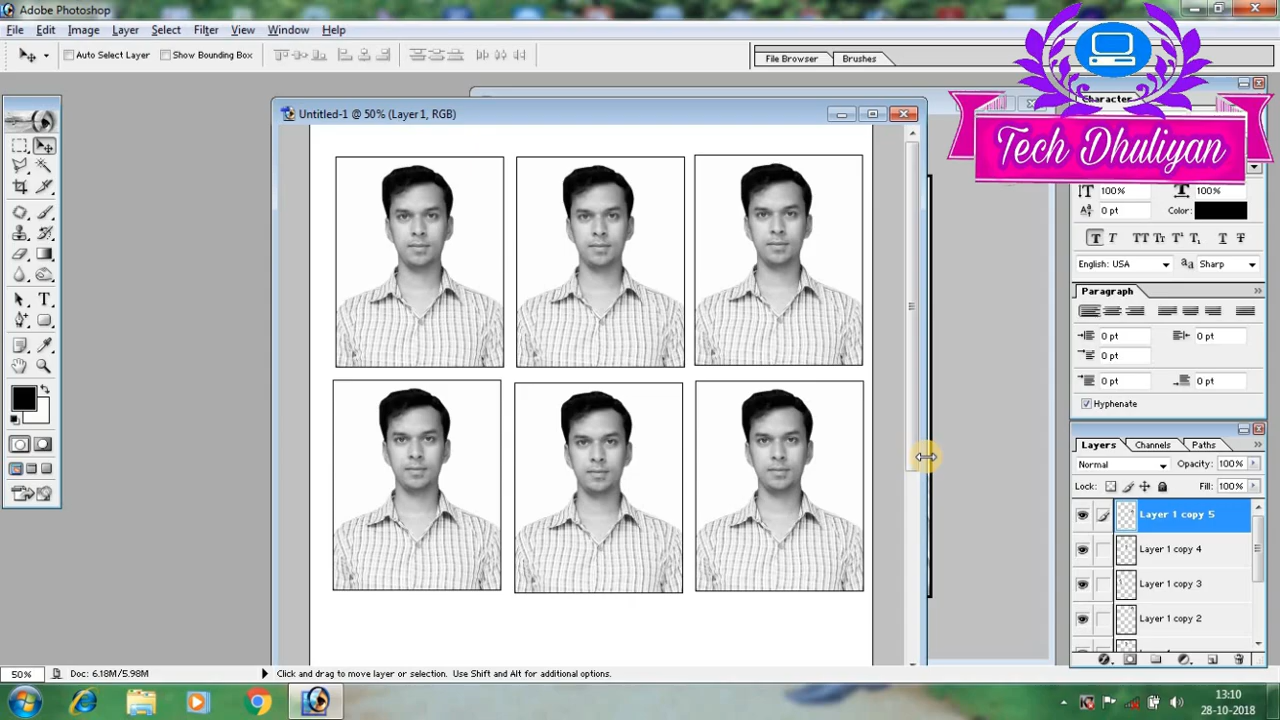 Adobe Photoshop
File Edit Image Layer Select Filter View Window Help
Auto Select Layer Show Bounding Box
File Browser Brushes
Untitled-1 @ 50% (Layer 1, RGB)
Character
Tech Dhuliyan
100% 100%
0 pt Color:
T T TT Tr T¹ T₁ T T
English: USA aa Sharp
Paragraph
0 pt 0 pt
0 pt
0 pt 0 pt
Hyphenate
Layers Channels Paths
Normal Opacity: 100%
Lock: Fill: 100%
Layer 1 copy 5
Layer 1 copy 4
Layer 1 copy 3
Layer 1 copy 2
50% Doc: 6.18M/5.98M Click and drag to move layer or selection. Use Shift and Alt for additional options.
13:10
28-10-2018